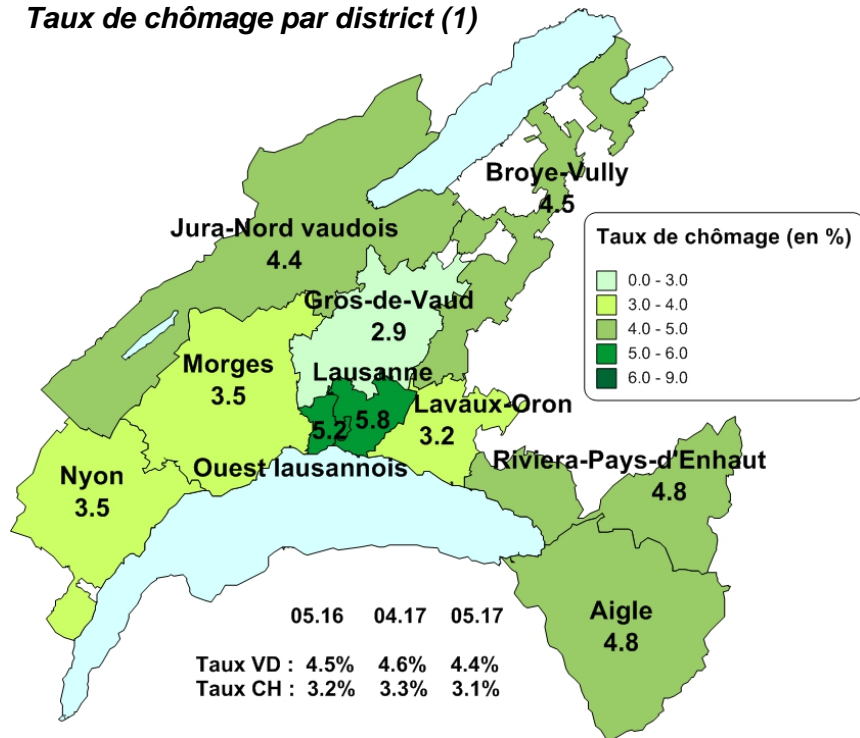 Taux de chômage par district (1)
Broye-Vully
4.5
Jura-Nord vaudois
4.4
Taux de chômage (en %)
0.0 - 3.0
3.0 - 4.0
4.0 - 5.0
5.0 - 6.0
6.0 - 9.0
Gros-de-Vaud
2.9
Morges
3.5
Lausanne
5.8
5.2
Lavaux-Oron
3.2
Ouest lausannois
Riviera-Pays-d'Enhaut
4.8
Nyon
3.5
Aigle
4.8
05.16 04.17 05.17
Taux VD : 4.5% 4.6% 4.4%
Taux CH : 3.2% 3.3% 3.1%